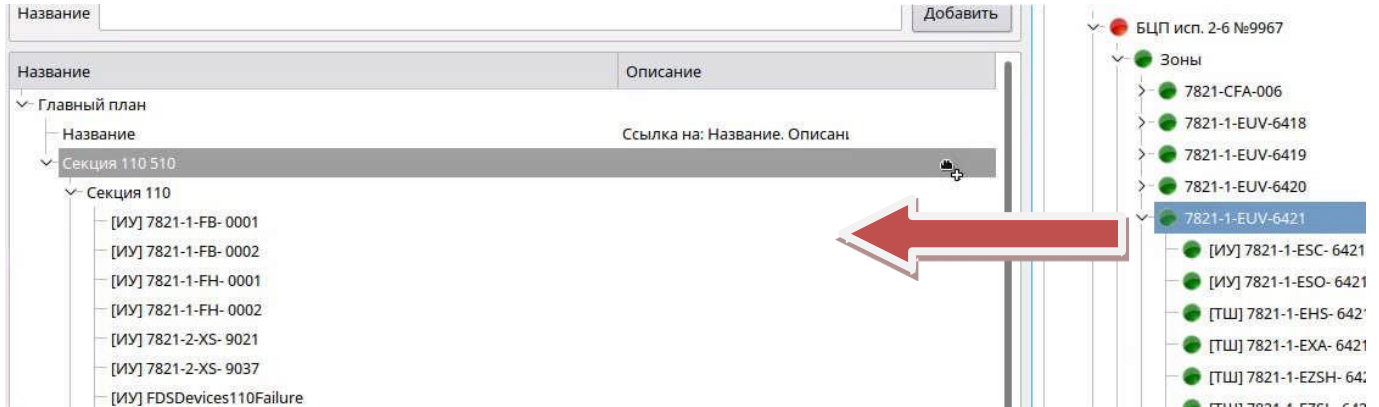 Название
Добавить
Название
Описание
Главный план
Название
Ссылка на: Название. Описани
Секция 110 510
Секция 110
[ИУ] 7821-1-FB- 0001
[ИУ] 7821-1-FB- 0002
[ИУ] 7821-1-FH- 0001
[ИУ] 7821-1-FH- 0002
[ИУ] 7821-2-XS- 9021
[ИУ] 7821-2-XS- 9037
[ИУ] FDSDevices110Failure
БЦП исп. 2-6 №9967
Зоны
7821-CFA-006
7821-1-EUV-6418
7821-1-EUV-6419
7821-1-EUV-6420
7821-1-EUV-6421
[ИУ] 7821-1-ESC- 6421
[ИУ] 7821-1-ESO- 6421
[ТШ] 7821-1-EHS- 642
[ТШ] 7821-1-EXA- 6421
[ТШ] 7821-1-EZSH- 642